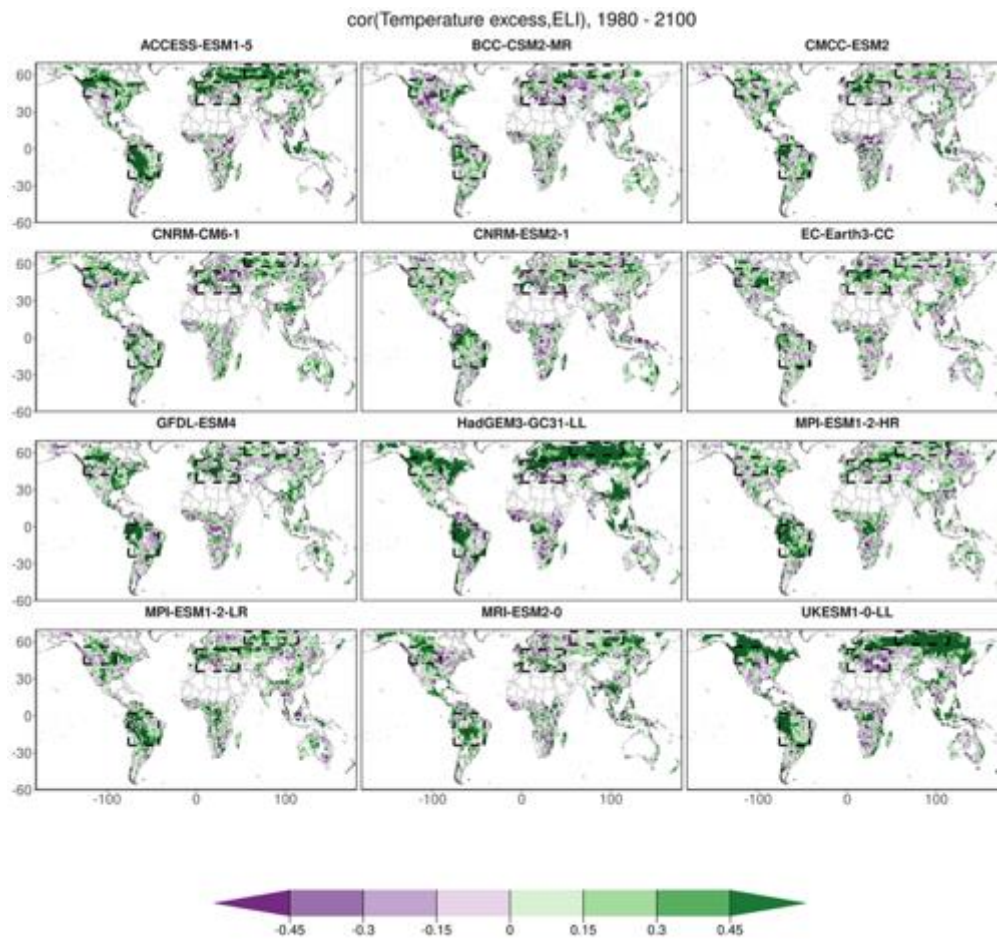 cor(Temperature excess,ELI), 1980 - 2100
ACCESS-ESM1-5 BCC-CSM2-MR CMCC-ESM2
60
30
0
-30
-60
CNRM-CM6-1 CNRM-ESM2-1 EC-Earth3-CC
60
30
0
-30
-60
GFDL-ESM4 HadGEM3-GC31-LL MPI-ESM1-2-HR
60
30
0
-30
-60
MPI-ESM1-2-LR MRI-ESM2-0 UKESM1-0-LL
60
30
0
-30
-60
-100 0 100 -100 0 100 -100 0 100
-0.45 -0.3 -0.15 0 0.15 0.3 0.45